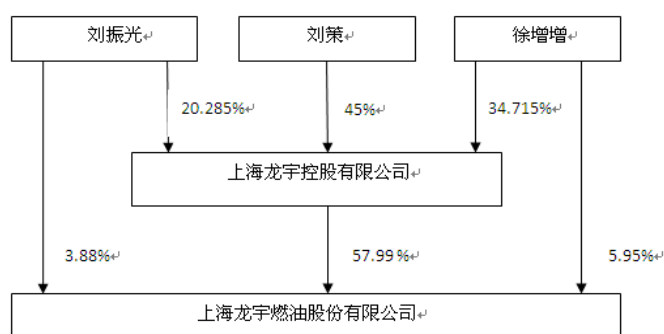 刘振光
刘策
徐增增
20.285%
45%
34.715%
上海龙宇控股有限公司
3.88%
57.99%
5.95%
上海龙宇燃油股份有限公司